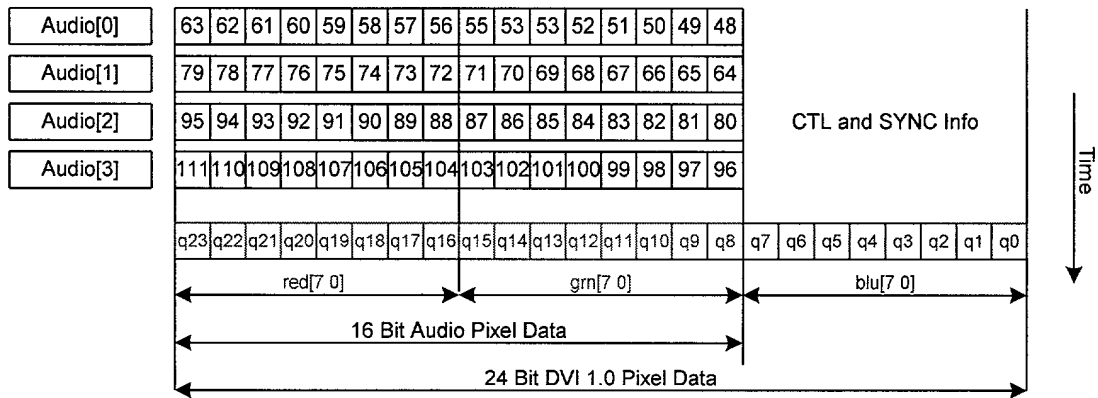 Audio[0] 63 62 61 60 59 58 57 56 55 53 53 52 51 50 49 48
Audio[1] 79 78 77 76 75 74 73 72 71 70 69 68 67 66 65 64
Audio[2] 95 94 93 92 91 90 89 88 87 86 85 84 83 82 81 80 CTL and SYNC Info
Audio[3] 111 110 109 108 107 106 105 104 103 102 101 100 99 98 97 96
Time
q23 q22 q21 q20 q19 q18 q17 q16 q15 q14 q13 q12 q11 q10 q9 q8 q7 q6 q5 q4 q3 q2 q1 q0
red[7 0] grn[7 0] blu[7 0]
16 Bit Audio Pixel Data
24 Bit DVI 1.0 Pixel Data